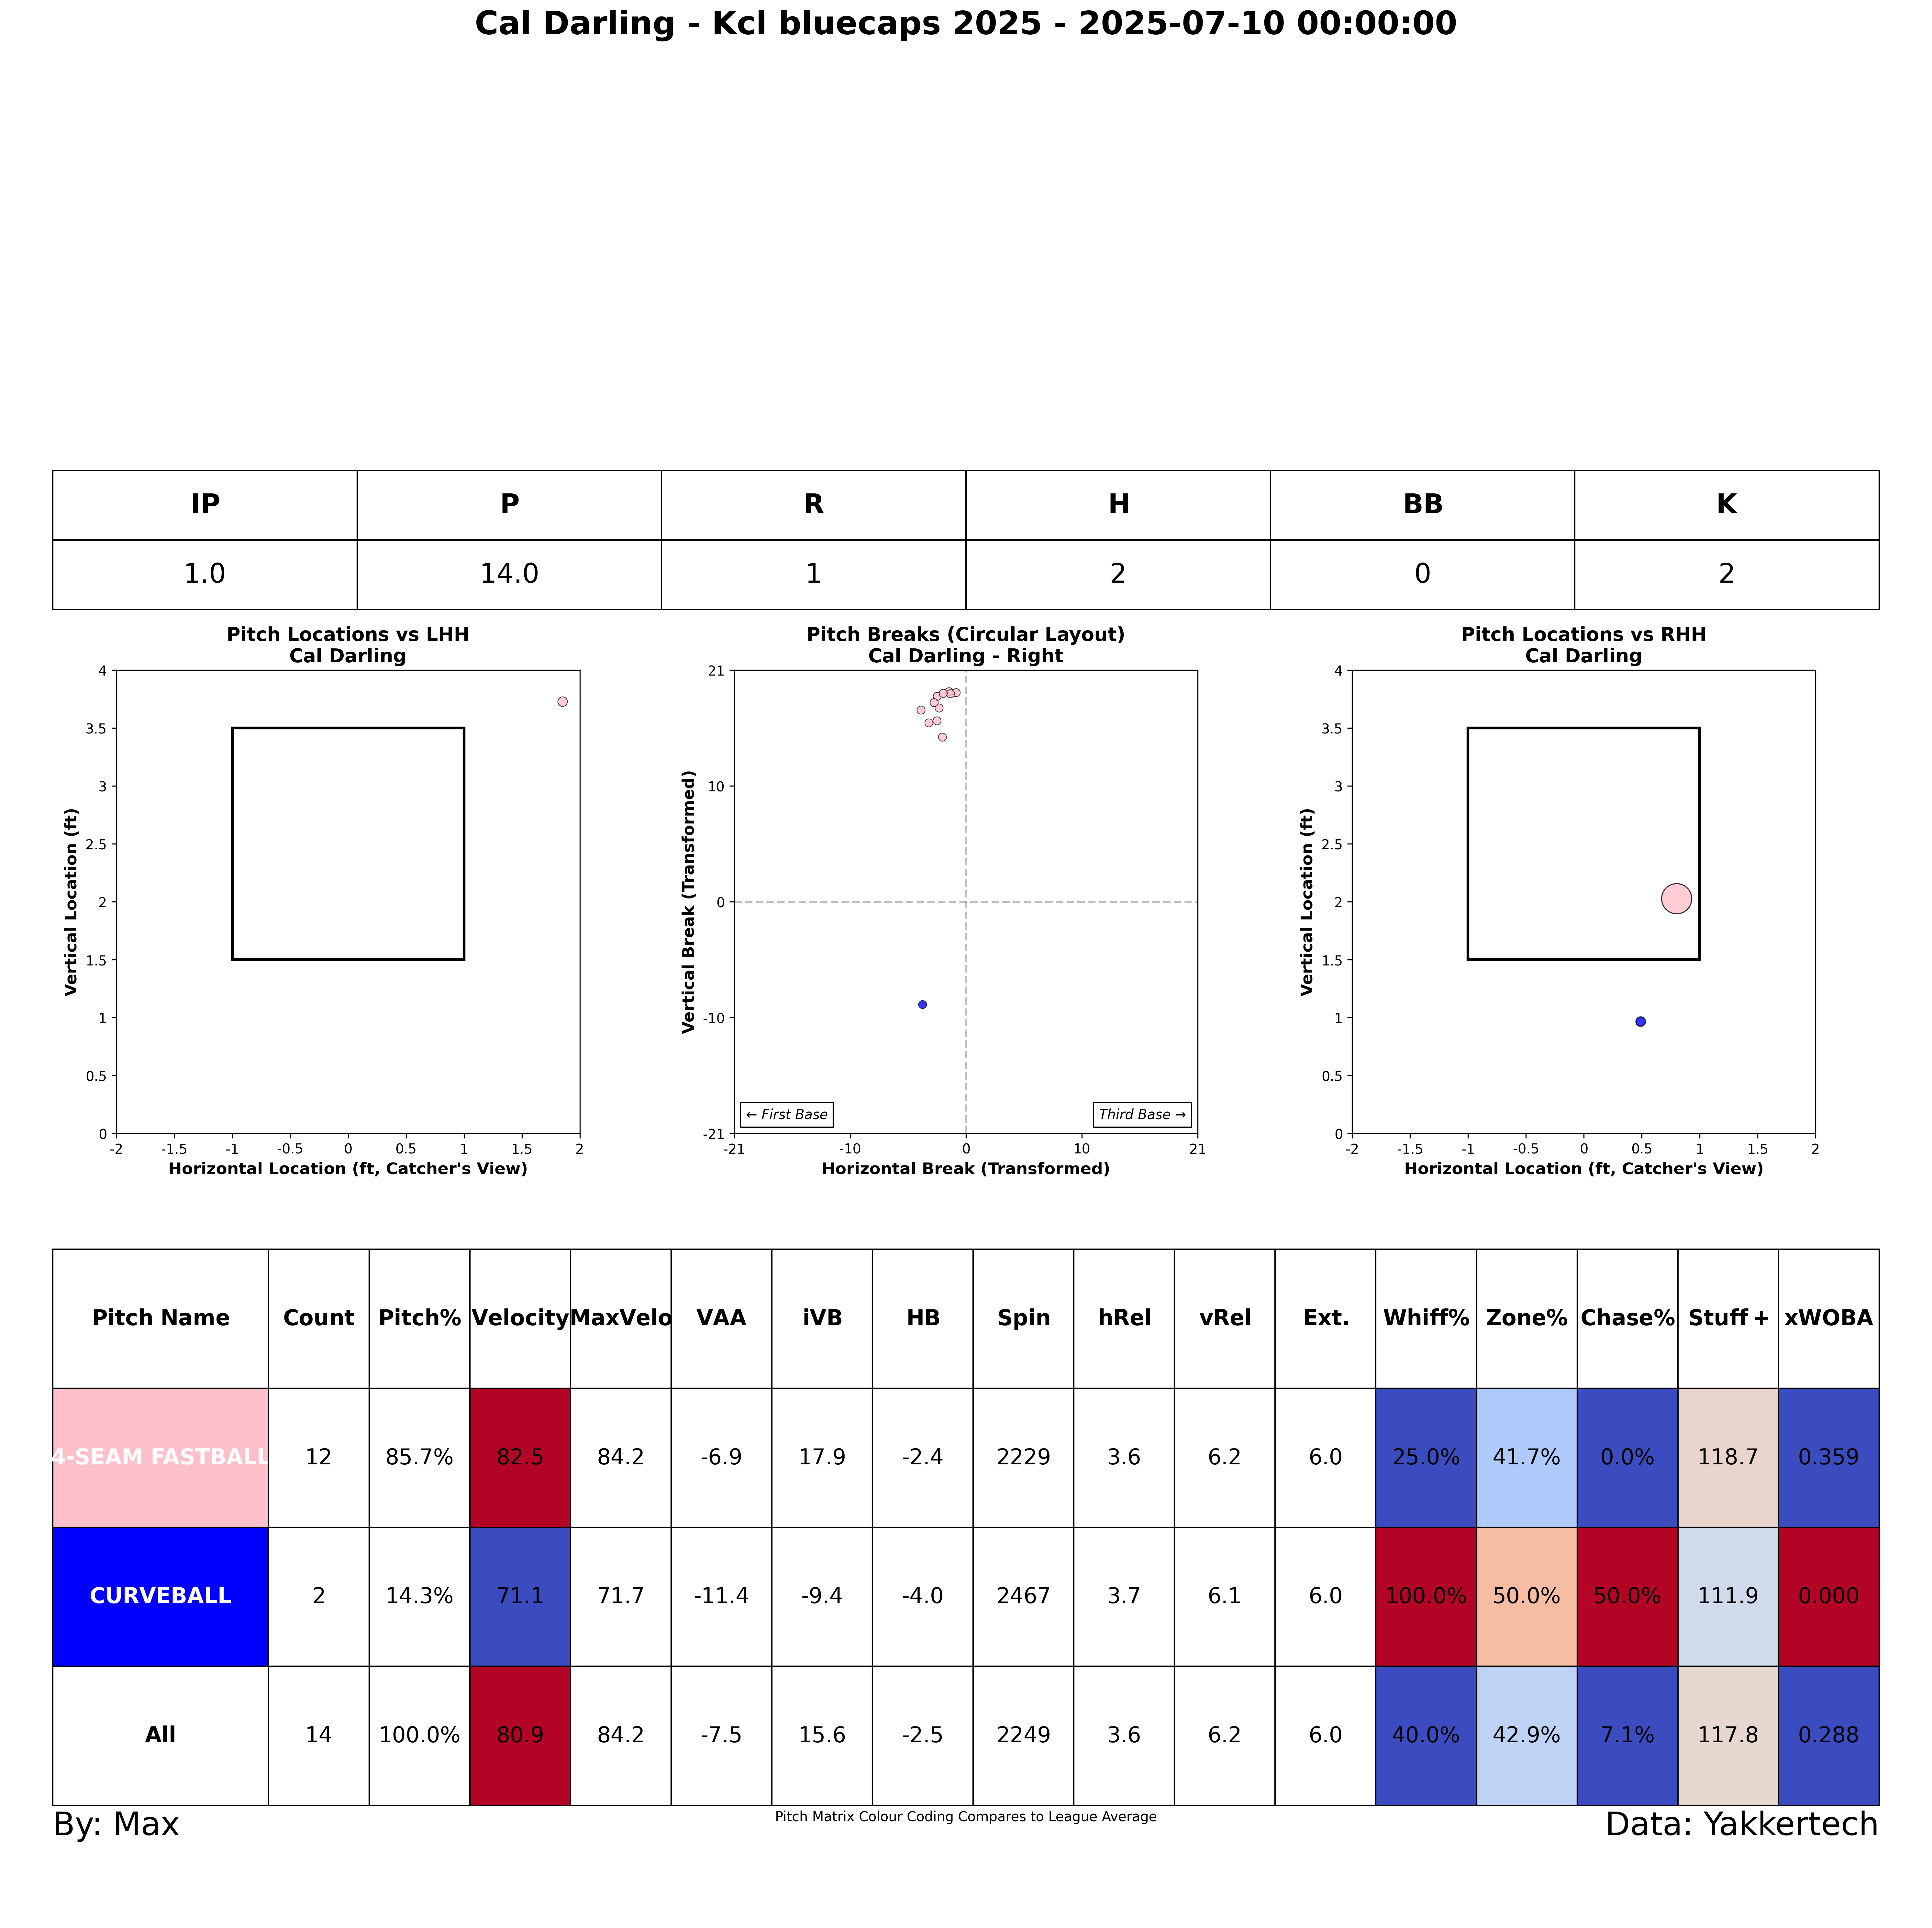 Cal Darling - Kcl bluecaps 2025 - 2025-07-10 00:00:00
IP P R H BB K
1.0 14.0 1 2 0 2
Pitch Locations vs LHH
Cal Darling
4
3.5
3
2.5
2
1.5
1
0.5
0
-2 -1.5 -1 -0.5 0 0.5 1 1.5 2
Vertical Location (ft)
Horizontal Location (ft, Catcher's View)
Pitch Breaks (Circular Layout)
Cal Darling - Right
21
10
0
-10
-21
-21 -10 0 10 21
Vertical Break (Transformed)
← First Base
Third Base →
Horizontal Break (Transformed)
Pitch Locations vs RHH
Cal Darling
4
3.5
3
2.5
2
1.5
1
0.5
0
-2 -1.5 -1 -0.5 0 0.5 1 1.5 2
Vertical Location (ft)
Horizontal Location (ft, Catcher's View)
Pitch Name Count Pitch% Velocity MaxVelo VAA iVB HB Spin hRel vRel Ext. Whiff% Zone% Chase% Stuff+ xWOBA
4-SEAM FASTBALL 12 85.7% 82.5 84.2 -6.9 17.9 -2.4 2229 3.6 6.2 6.0 25.0% 41.7% 0.0% 118.7 0.359
CURVEBALL 2 14.3% 71.1 71.7 -11.4 -9.4 -4.0 2467 3.7 6.1 6.0 100.0% 50.0% 50.0% 111.9 0.000
All 14 100.0% 80.9 84.2 -7.5 15.6 -2.5 2249 3.6 6.2 6.0 40.0% 42.9% 7.1% 117.8 0.288
By: Max
Pitch Matrix Colour Coding Compares to League Average
Data: Yakkertech